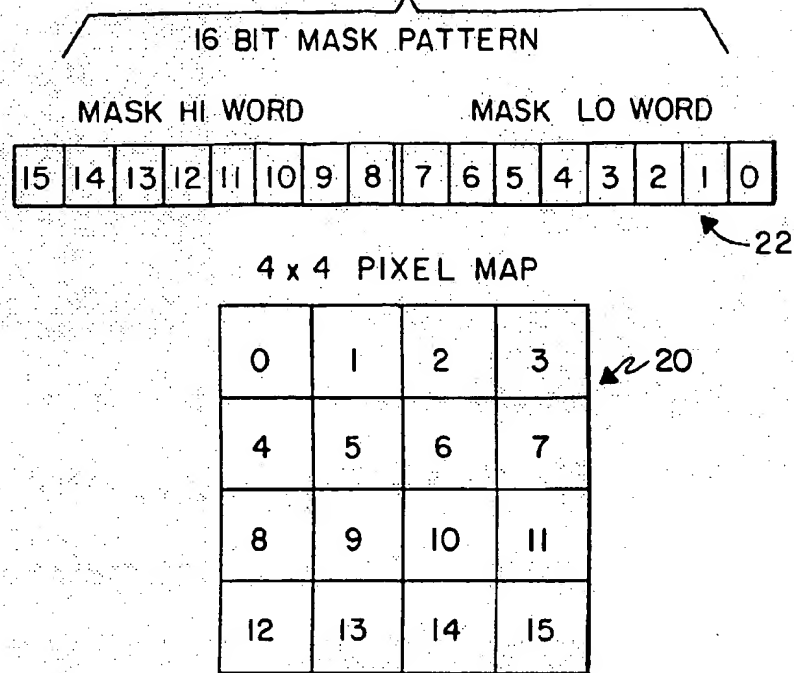 16 BIT MASK PATTERN
MASK HI WORD MASK LO WORD
15 14 13 12 11 10 9 8 7 6 5 4 3 2 1 0
22
4 x 4 PIXEL MAP
0 1 2 3 20
4 5 6 7
8 9 10 11
12 13 14 15